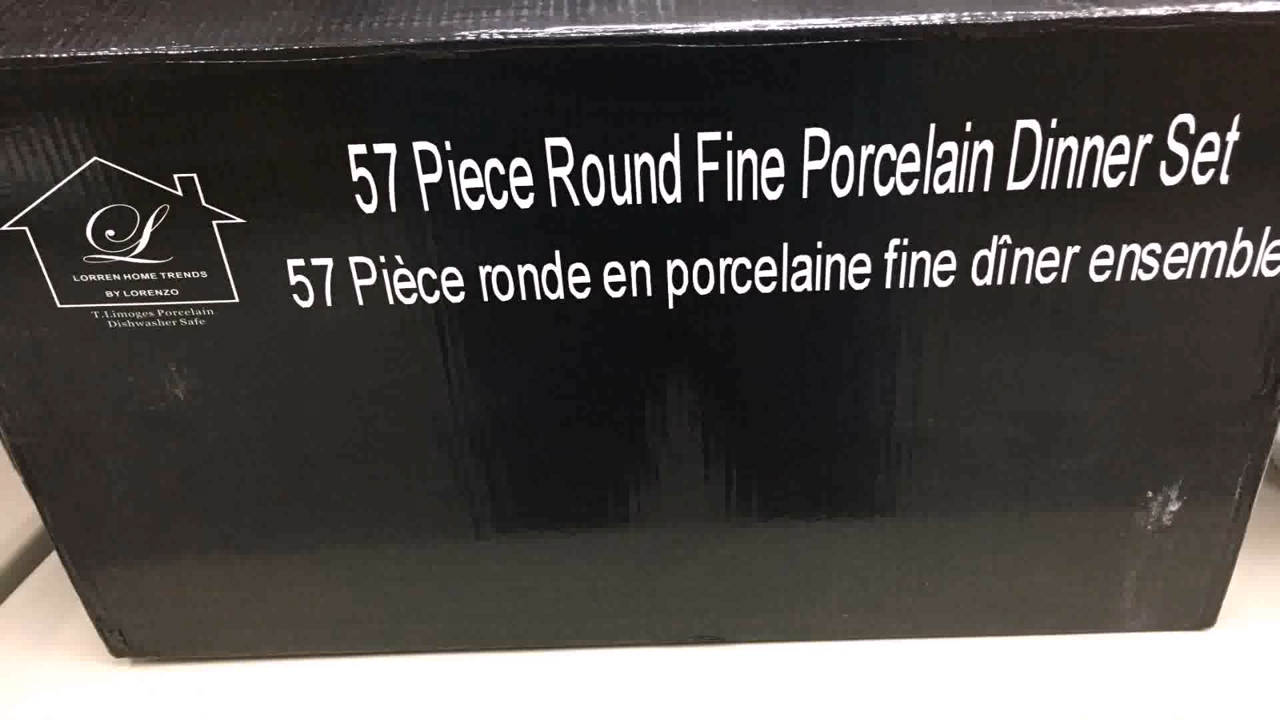 57 Piece Round Fine Porcelain Dinner Set
57 Pièce ronde en porcelaine fine dîner ensemble
L
LORREN HOME TRENDS
BY LORENZO
T.Limoges Porcelain
Dishwasher Safe